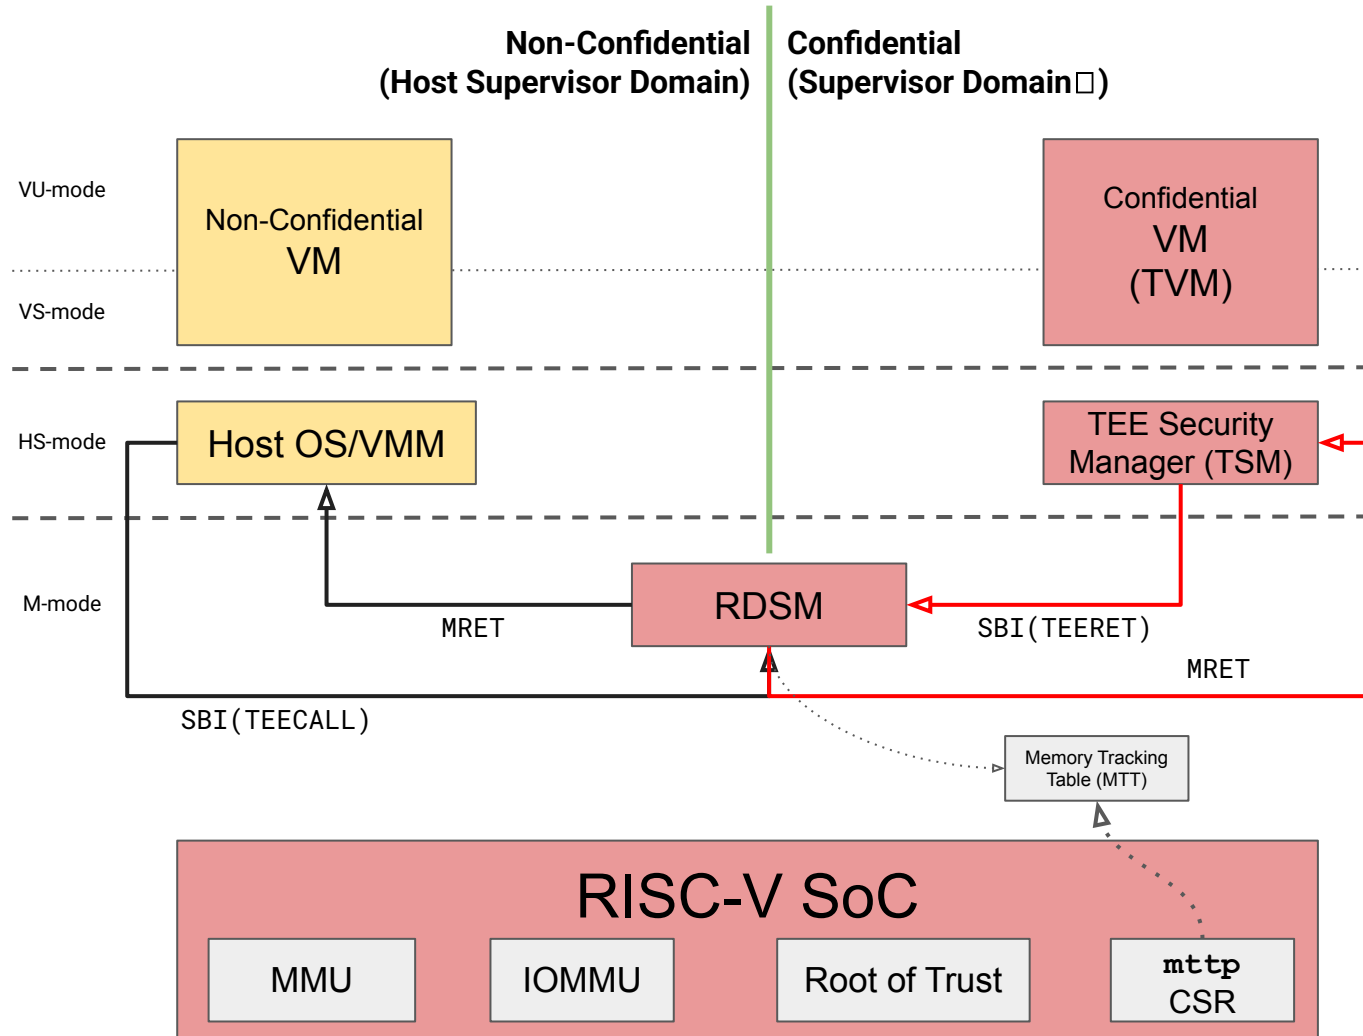 Non-Confidential
(Host Supervisor Domain)
Confidential
(Supervisor Domain□)
VU-mode
Non-Confidential
VM
Confidential
VM
(TVM)
VS-mode
HS-mode
Host OS/VMM
TEE Security
Manager (TSM)
M-mode
RDSM
MRET
SBI(TEERET)
MRET
SBI(TEECALL)
Memory Tracking
Table (MTT)
RISC-V SoC
MMU
IOMMU
Root of Trust
mttp
CSR